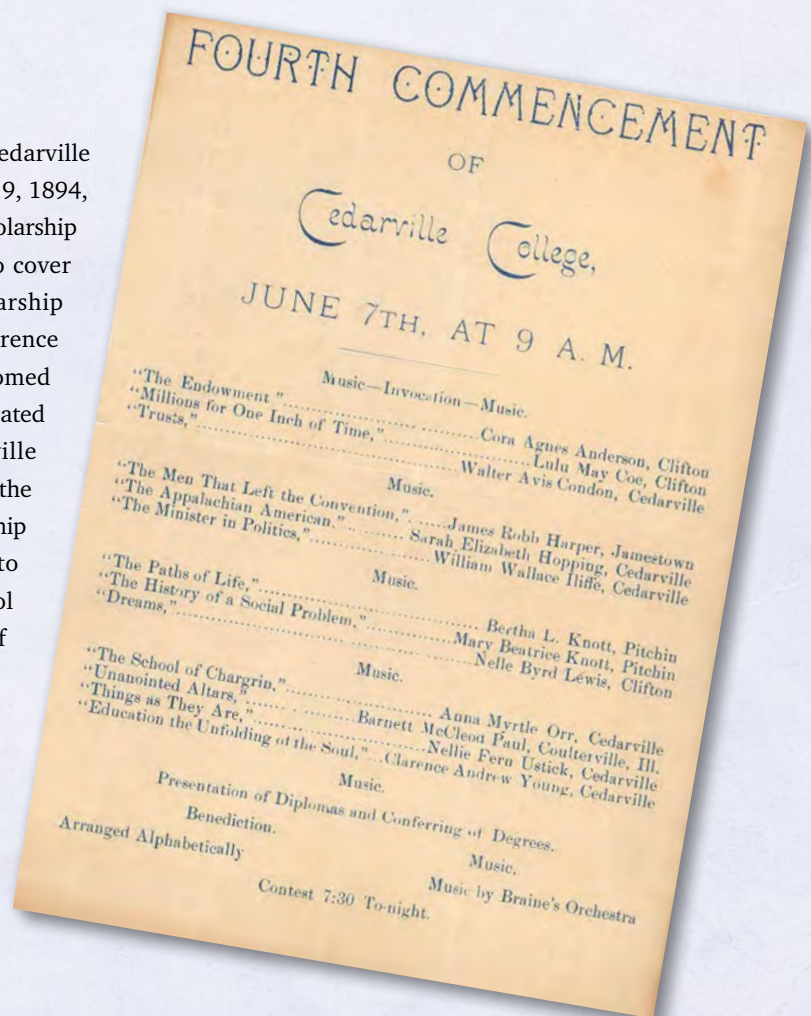 edarville
9, 1894,
olarship
o cover
arship
rence
omed
ated
ille
the
hip
to
ol
f
FOURTH COMMENCEMENT
OF
Cedarville College,
JUNE 7TH, AT 9 A. M.
Music—Invocation—Music.
"The Endowment"..............................Cora Agnes Anderson, Clifton
"Millions for One Inch of Time,"..............................Lulu May Coe, Clifton
"Trusts,"..............................Walter Avis Condon, Cedarville
Music.
"The Men That Left the Convention,".......James Robb Harper, Jamestown
"The Appalachian American."..........Sarah Elizabeth Hopping, Cedarville
"The Minister in Politics,"....................William Wallace Iliffe, Cedarville
Music.
"The Paths of Life,"..............................Bertha L. Knott, Pitchin
"The History of a Social Problem,"....................Mary Beatrice Knott, Pitchin
"Dreams,"..............................Nelle Byrd Lewis, Clifton
Music.
"The School of Chargrin,"..............................Anna Myrtle Orr, Cedarville
"Unanointed Altars,"....................Barnett McCleod Paul, Coulterville, Ill.
"Things as They Are,"..............................Nellie Fern Ustick, Cedarville
"Education the Unfolding of the Soul,"...Clarence Andrew Young, Cedarville
Music.
Presentation of Diplomas and Conferring of Degrees.
Benediction. Music.
Arranged Alphabetically Music by Braine's Orchestra
Contest 7:30 To-night.